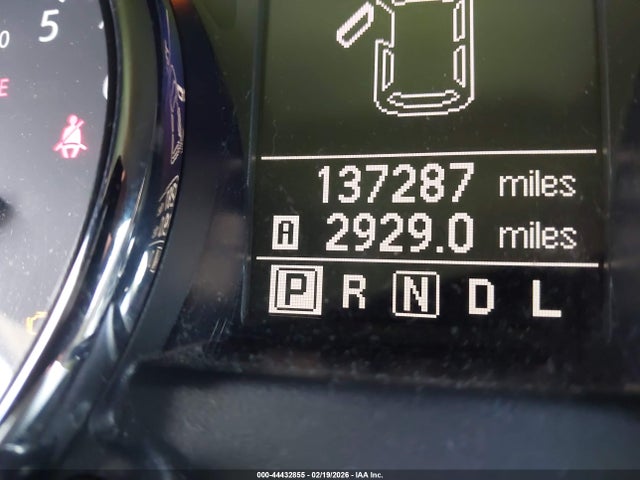 5
137287 miles
A 2929.0 miles
P R N D L
000-44432855 - 02/19/2026 - IAA Inc.